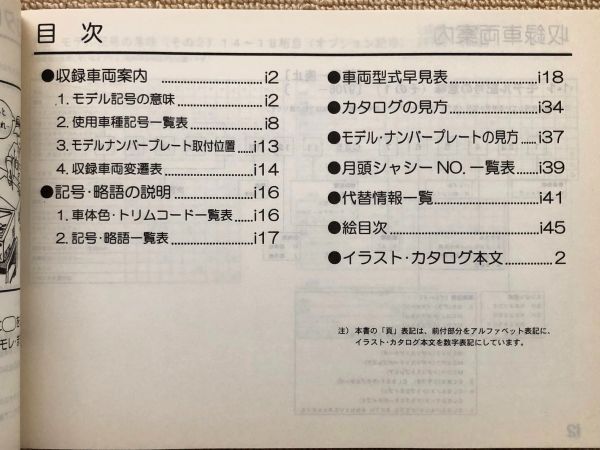 目 次
●収録車両案内 ........................ i2
1. モデル記号の意味 ........................ i2
2. 使用車種記号一覧表 ........................ i8
3. モデルナンバープレート取付位置 ........ i13
4. 収録車両変遷表 ........................ i14
●記号・略語の説明 ........................ i16
1. 車体色・トリムコード一覧表 ........ i16
2. 記号・略語一覧表 ........................ i17
●車両型式早見表 ........................ i18
●カタログの見方 ........................ i34
●モデル・ナンバープレートの見方 ........ i37
●月頭シャシーNO. 一覧表 ........ i39
●代替情報一覧 ........................ i41
●絵目次 ........................ i45
●イラスト・カタログ本文 ........ 2
注) 本書の「頁」表記は、前付部分をアルファベット表記に、
イラスト・カタログ本文を数字表記にしています。